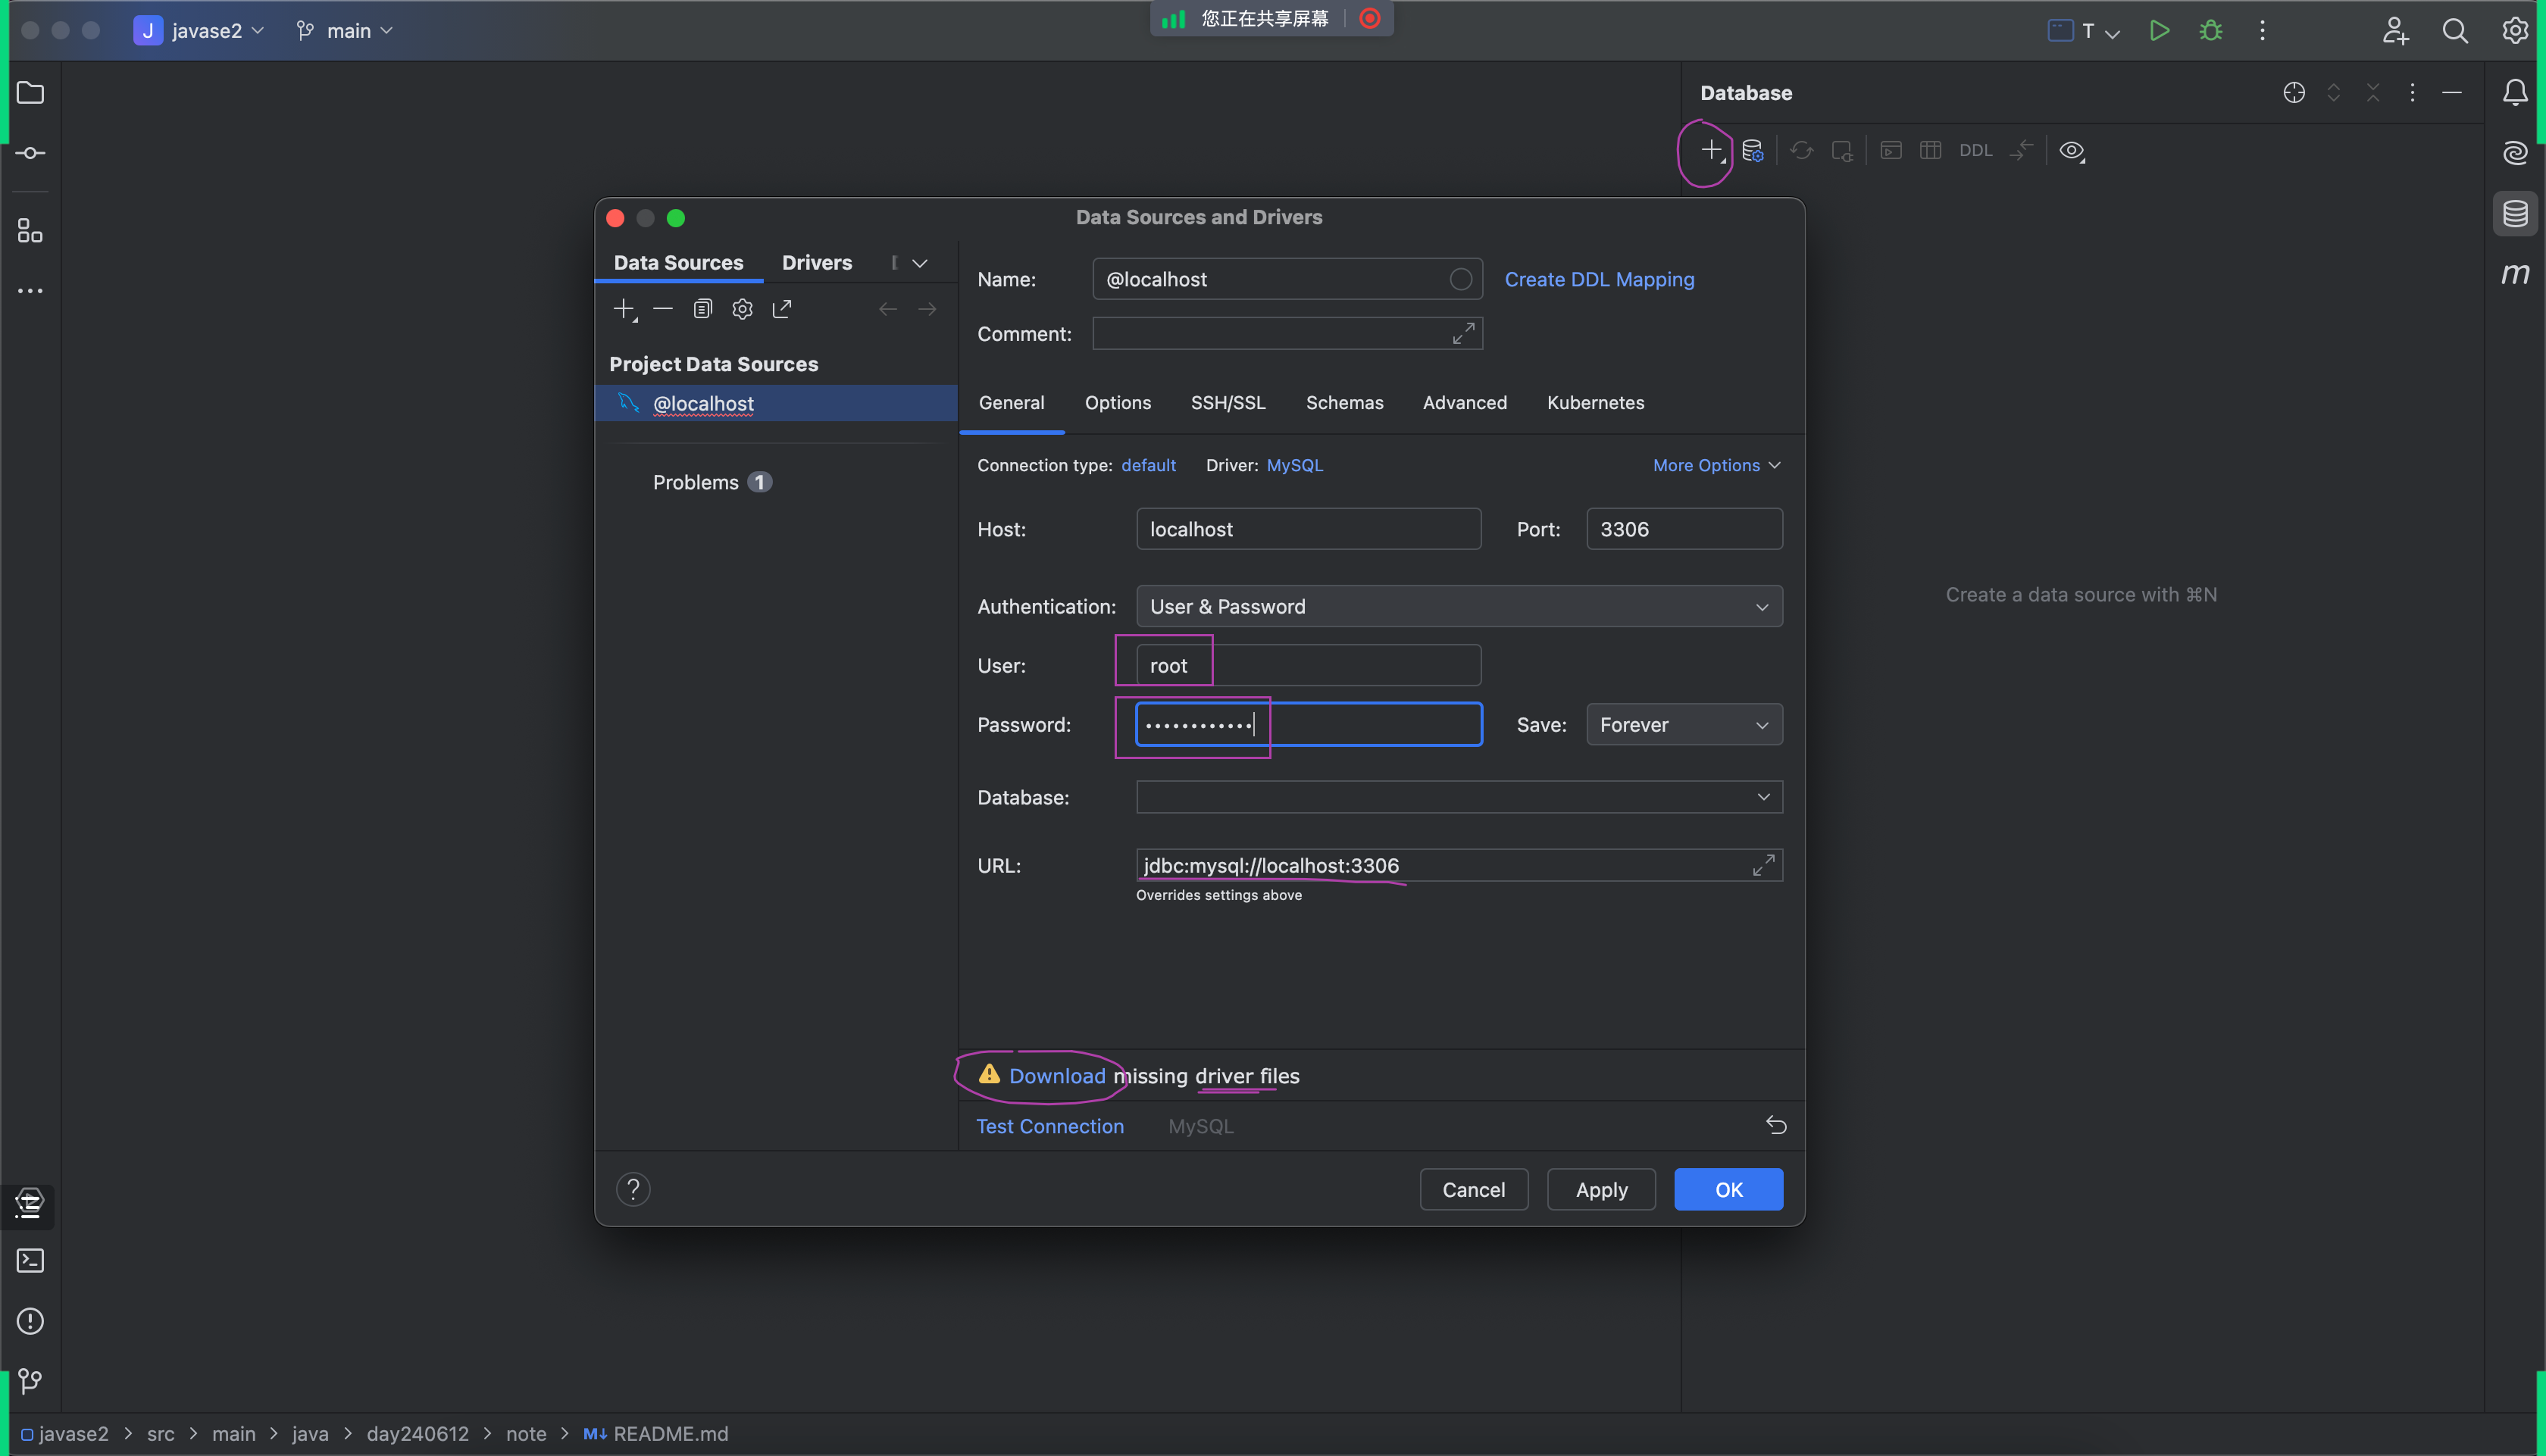 J javase2 main
您正在共享屏幕
T
Database
DDL
Data Sources and Drivers
Data Sources Drivers
Name: @localhost Create DDL Mapping
Comment:
Project Data Sources
@localhost
Problems 1
General Options SSH/SSL Schemas Advanced Kubernetes
Connection type: default Driver: MySQL More Options
Host: localhost Port: 3306
Authentication: User & Password
User: root
Password: •••••••••••• Save: Forever
Database:
URL: jdbc:mysql://localhost:3306
Overrides settings above
Create a data source with ⌘N
Download missing driver files
Test Connection MySQL
? Cancel Apply OK
m
javase2 > src > main > java > day240612 > note > M↓ README.md